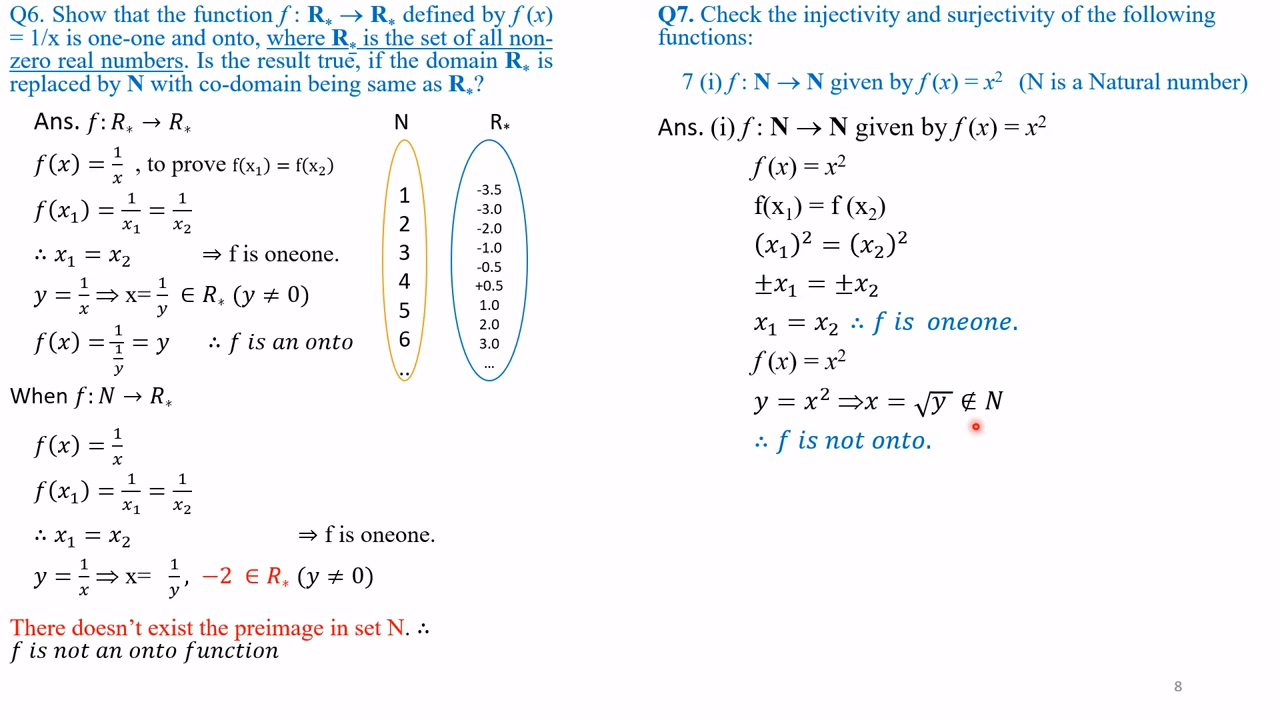 Q6. Show that the function f : R* → R* defined by f (x)
= 1/x is one-one and onto, where R* is the set of all non-
zero real numbers. Is the result true, if the domain R* is
replaced by N with co-domain being same as R*?
Ans. f: R* → R*
f(x) = 1/x , to prove f(x₁) = f(x₂)
f(x₁) = 1/x₁ = 1/x₂
∴ x₁ = x₂ ⇒ f is oneone.
y = 1/x ⇒ x= 1/y ∈ R* (y ≠ 0)
f(x) = 1/(1/y) = y ∴ f is an onto
N R*
1
2
3
4
5
6
..
-3.5
-3.0
-2.0
-1.0
-0.5
+0.5
1.0
2.0
3.0
...
When f: N → R*
f(x) = 1/x
f(x₁) = 1/x₁ = 1/x₂
∴ x₁ = x₂ ⇒ f is oneone.
y = 1/x ⇒ x= 1/y, −2 ∈ R* (y ≠ 0)
There doesn’t exist the preimage in set N. ∴
f is not an onto function
Q7. Check the injectivity and surjectivity of the following
functions:
7 (i) f : N → N given by f (x) = x² (N is a Natural number)
Ans. (i) f : N → N given by f (x) = x²
f (x) = x²
f(x₁) = f (x₂)
(x₁)² = (x₂)²
±x₁ = ±x₂
x₁ = x₂ ∴ f is oneone.
f (x) = x²
y = x² ⇒x = √y ∉ N
∴ f is not onto.
8